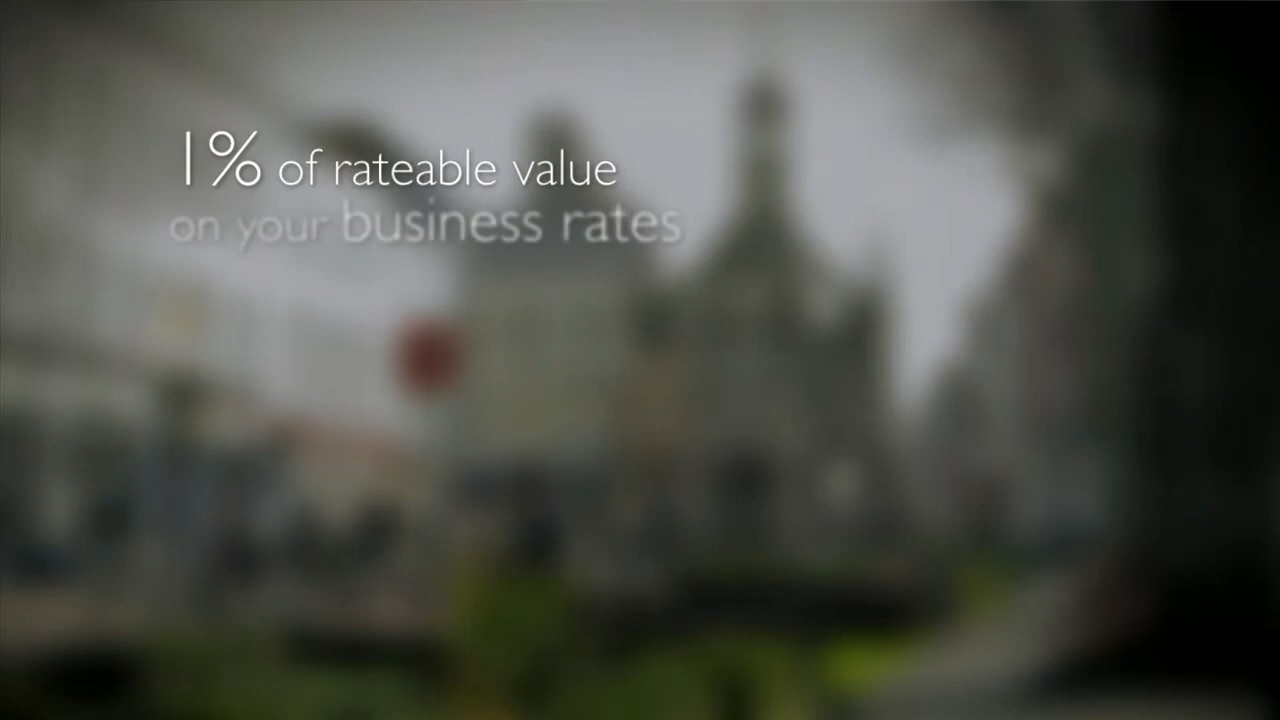 1% of rateable value
on your business rates